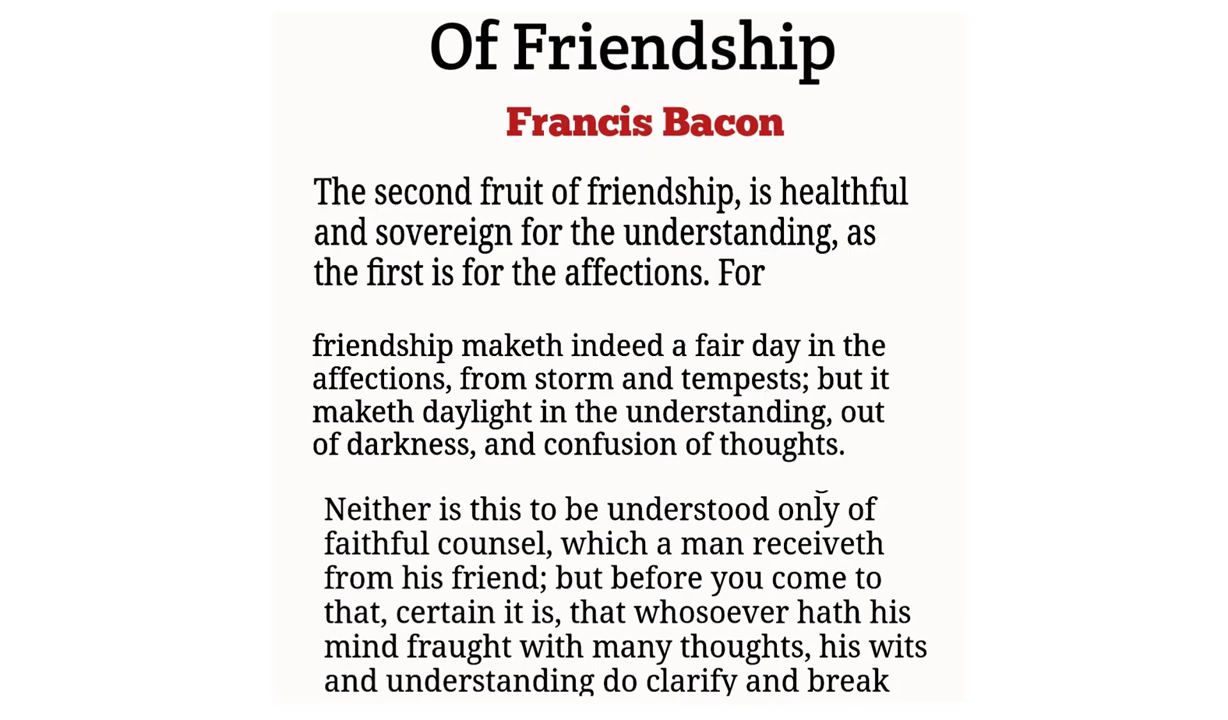 Of Friendship
Francis Bacon
The second fruit of friendship, is healthful
and sovereign for the understanding, as
the first is for the affections. For
friendship maketh indeed a fair day in the
affections, from storm and tempests; but it
maketh daylight in the understanding, out
of darkness, and confusion of thoughts.
Neither is this to be understood only of
faithful counsel, which a man receiveth
from his friend; but before you come to
that, certain it is, that whosoever hath his
mind fraught with many thoughts, his wits
and understanding do clarify and break